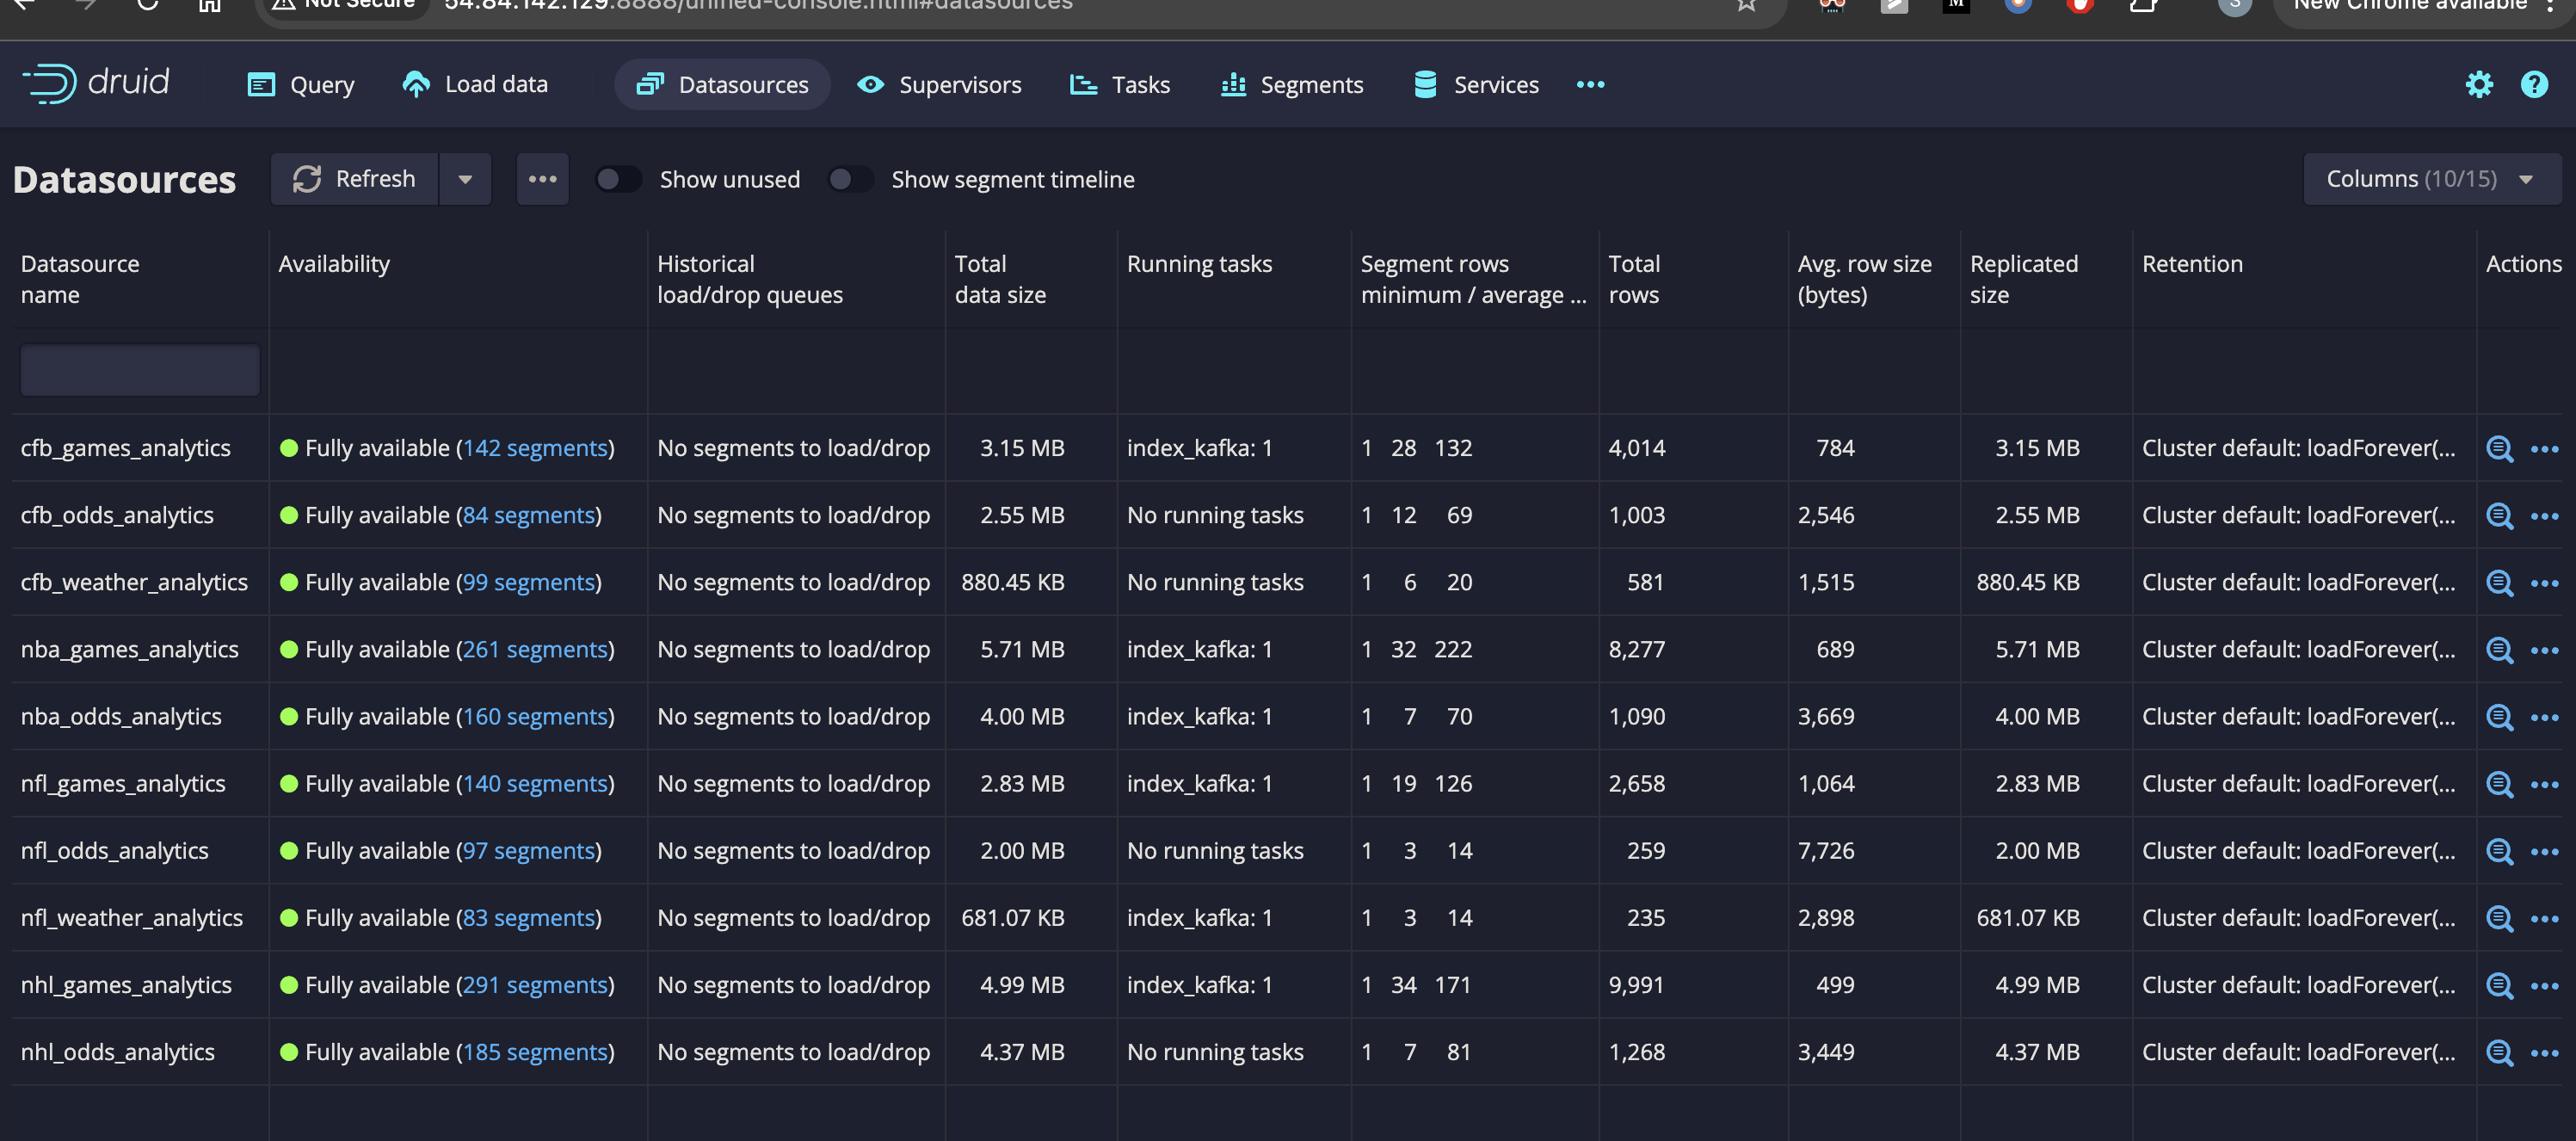 Not Secure 54.84.142.129:8888/unified-console.html#datasources M S New Chrome available
druid Query Load data Datasources Supervisors Tasks Segments Services ?
Datasources Refresh Show unused Show segment timeline Columns (10/15)
Datasource name Availability Historical load/drop queues Total data size Running tasks Segment rows minimum / average ... Total rows Avg. row size (bytes) Replicated size Retention Actions
cfb_games_analytics Fully available (142 segments) No segments to load/drop 3.15 MB index_kafka: 1 1 28 132 4,014 784 3.15 MB Cluster default: loadForever(...
cfb_odds_analytics Fully available (84 segments) No segments to load/drop 2.55 MB No running tasks 1 12 69 1,003 2,546 2.55 MB Cluster default: loadForever(...
cfb_weather_analytics Fully available (99 segments) No segments to load/drop 880.45 KB No running tasks 1 6 20 581 1,515 880.45 KB Cluster default: loadForever(...
nba_games_analytics Fully available (261 segments) No segments to load/drop 5.71 MB index_kafka: 1 1 32 222 8,277 689 5.71 MB Cluster default: loadForever(...
nba_odds_analytics Fully available (160 segments) No segments to load/drop 4.00 MB index_kafka: 1 1 7 70 1,090 3,669 4.00 MB Cluster default: loadForever(...
nfl_games_analytics Fully available (140 segments) No segments to load/drop 2.83 MB index_kafka: 1 1 19 126 2,658 1,064 2.83 MB Cluster default: loadForever(...
nfl_odds_analytics Fully available (97 segments) No segments to load/drop 2.00 MB No running tasks 1 3 14 259 7,726 2.00 MB Cluster default: loadForever(...
nfl_weather_analytics Fully available (83 segments) No segments to load/drop 681.07 KB index_kafka: 1 1 3 14 235 2,898 681.07 KB Cluster default: loadForever(...
nhl_games_analytics Fully available (291 segments) No segments to load/drop 4.99 MB index_kafka: 1 1 34 171 9,991 499 4.99 MB Cluster default: loadForever(...
nhl_odds_analytics Fully available (185 segments) No segments to load/drop 4.37 MB No running tasks 1 7 81 1,268 3,449 4.37 MB Cluster default: loadForever(...